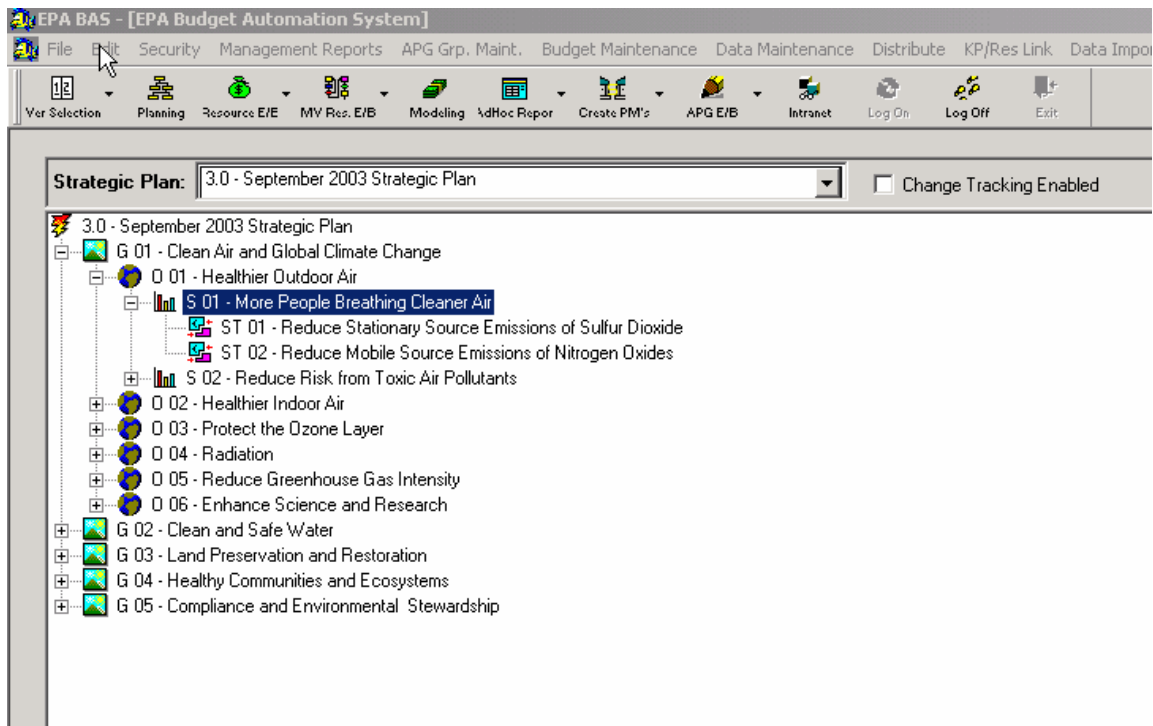 EPA BAS - [EPA Budget Automation System]
File Edit Security Management Reports APG Grp. Maint. Budget Maintenance Data Maintenance Distribute KP/Res Link Data Impor
Ver Selection Planning Resource E/E MV Res. E/B Modeling AdHoc Repor Create PM's APG E/B Intranet Log On Log Off Exit
Strategic Plan: 3.0 - September 2003 Strategic Plan Change Tracking Enabled
3.0 - September 2003 Strategic Plan
G 01 - Clean Air and Global Climate Change
O 01 - Healthier Outdoor Air
S 01 - More People Breathing Cleaner Air
ST 01 - Reduce Stationary Source Emissions of Sulfur Dioxide
ST 02 - Reduce Mobile Source Emissions of Nitrogen Oxides
S 02 - Reduce Risk from Toxic Air Pollutants
O 02 - Healthier Indoor Air
O 03 - Protect the Ozone Layer
O 04 - Radiation
O 05 - Reduce Greenhouse Gas Intensity
O 06 - Enhance Science and Research
G 02 - Clean and Safe Water
G 03 - Land Preservation and Restoration
G 04 - Healthy Communities and Ecosystems
G 05 - Compliance and Environmental Stewardship